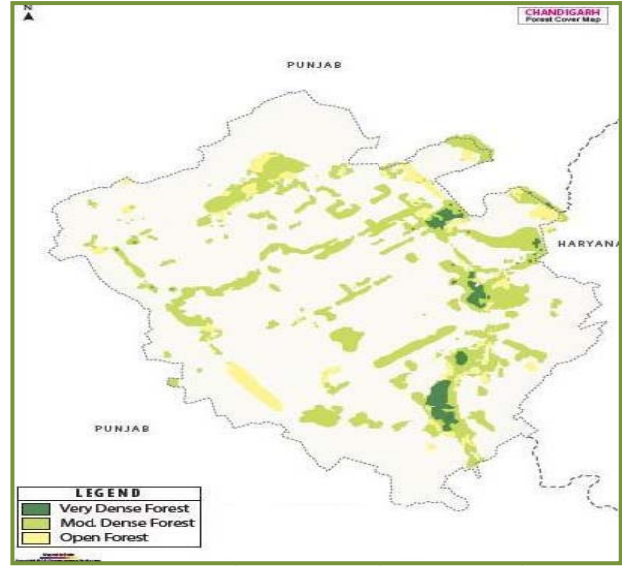 N
CHANDIGARH
Forest Cover Map
PUNJAB
HARYANA
PUNJAB
LEGEND
Very Dense Forest
Mod. Dense Forest
Open Forest